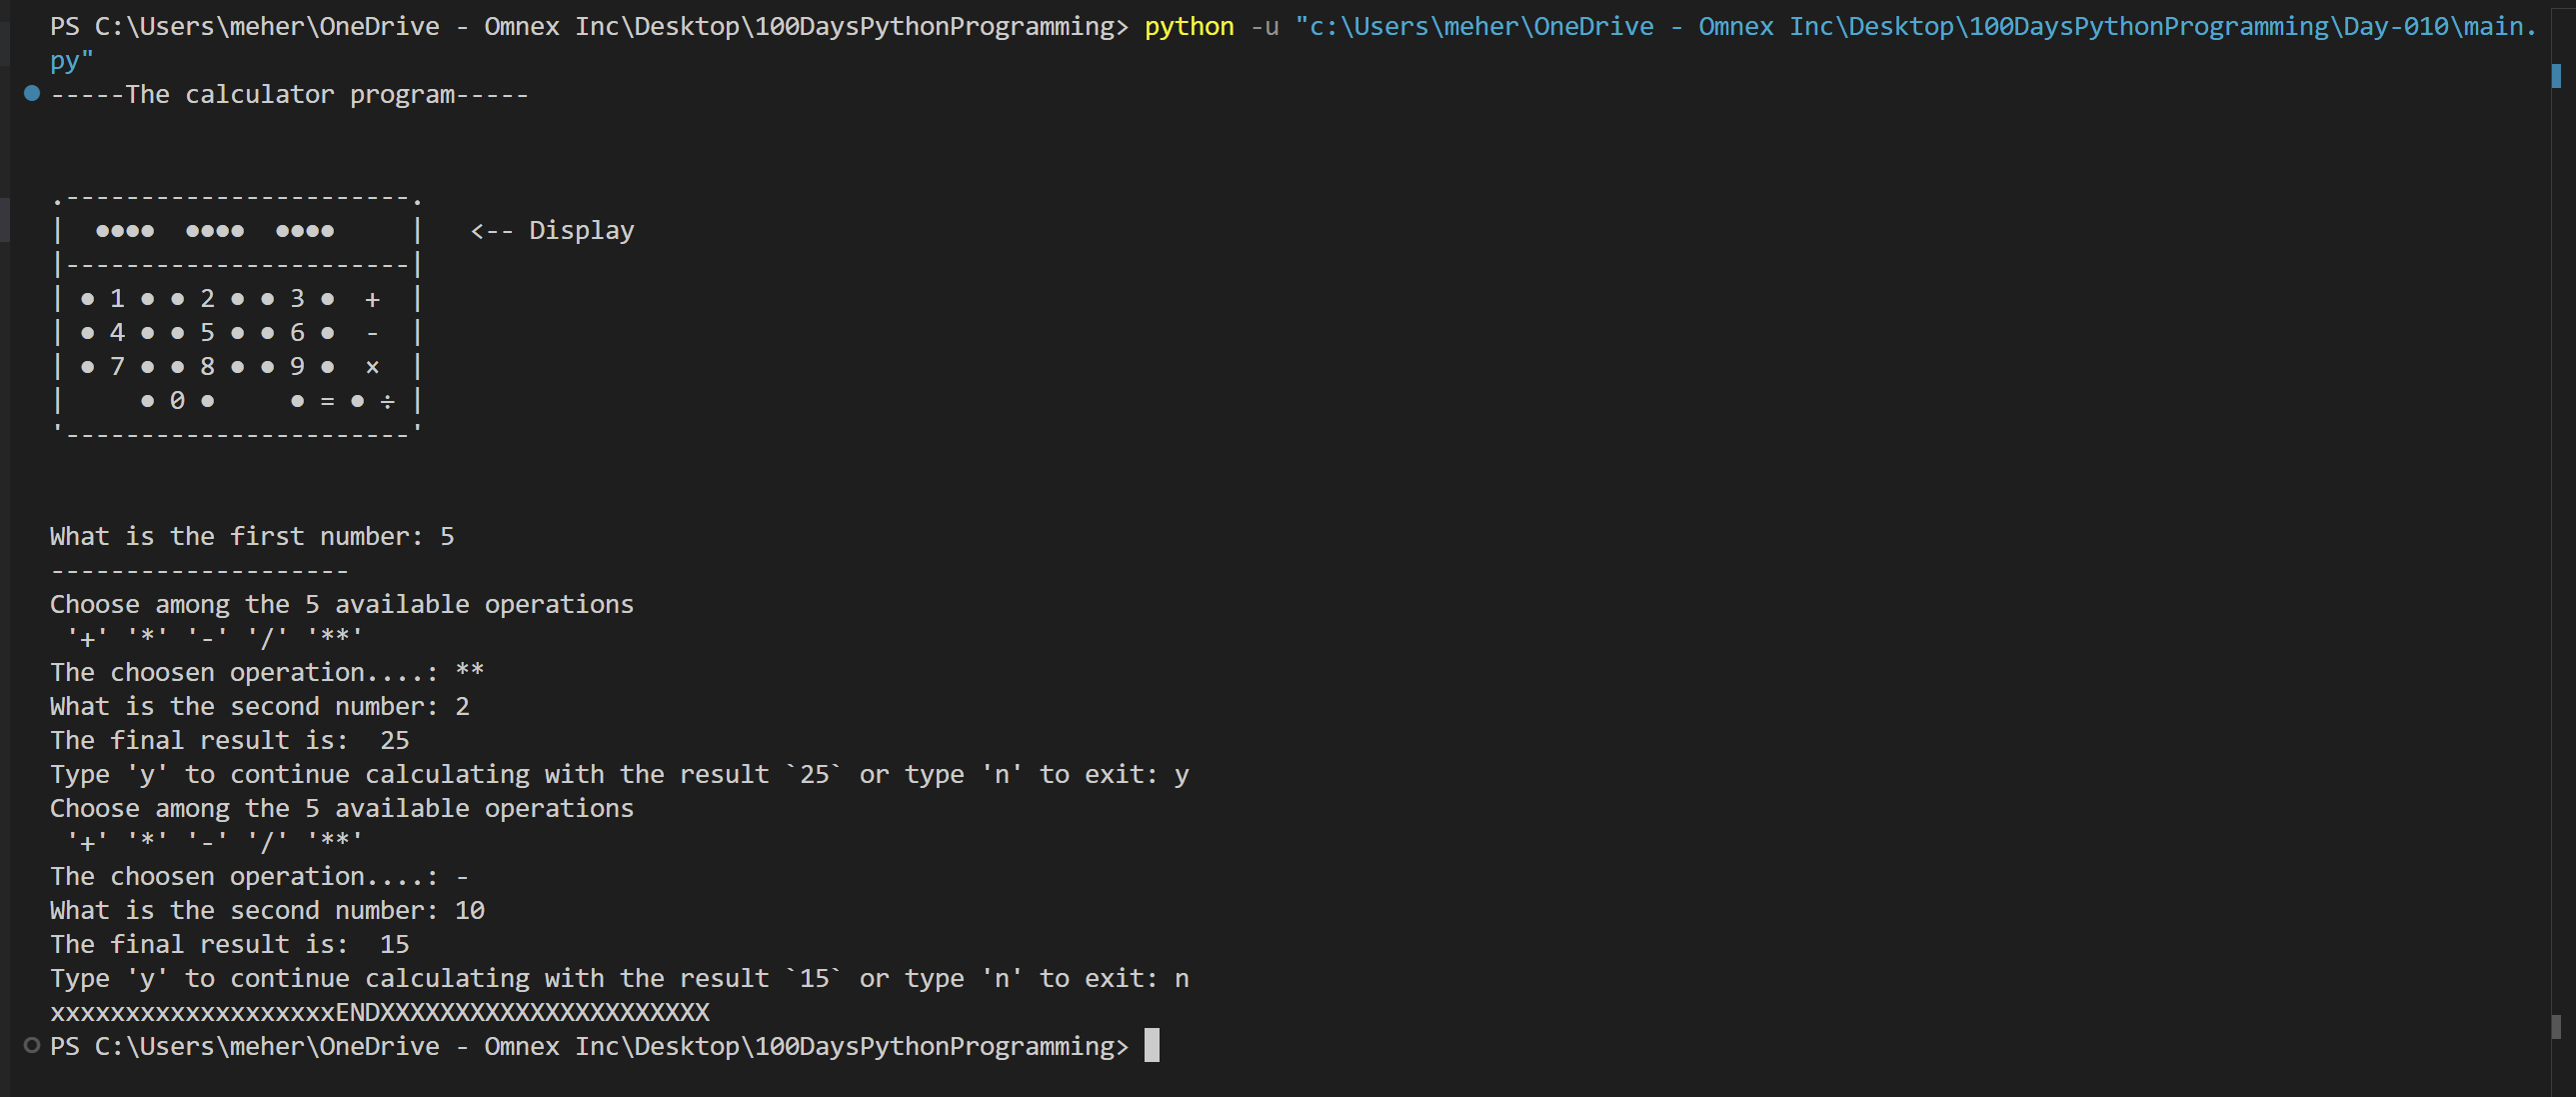 PS C:\Users\meher\OneDrive - Omnex Inc\Desktop\100DaysPythonProgramming> python -u "c:\Users\meher\OneDrive - Omnex Inc\Desktop\100DaysPythonProgramming\Day-010\main.
py"
-----The calculator program-----
.-----------------------.
|  ●●●●  ●●●●  ●●●●     |   <-- Display
|-----------------------|
| ● 1 ● ● 2 ● ● 3 ●  +  |
| ● 4 ● ● 5 ● ● 6 ●  -  |
| ● 7 ● ● 8 ● ● 9 ●  ×  |
|     ● 0 ●     ● = ● ÷ |
'-----------------------'
What is the first number: 5
--------------------
Choose among the 5 available operations
 '+' '*' '-' '/' '**'
The choosen operation....: **
What is the second number: 2
The final result is:  25
Type 'y' to continue calculating with the result `25` or type 'n' to exit: y
Choose among the 5 available operations
 '+' '*' '-' '/' '**'
The choosen operation....: -
What is the second number: 10
The final result is:  15
Type 'y' to continue calculating with the result `15` or type 'n' to exit: n
xxxxxxxxxxxxxxxxxxxENDXXXXXXXXXXXXXXXXXXXXXX
PS C:\Users\meher\OneDrive - Omnex Inc\Desktop\100DaysPythonProgramming>